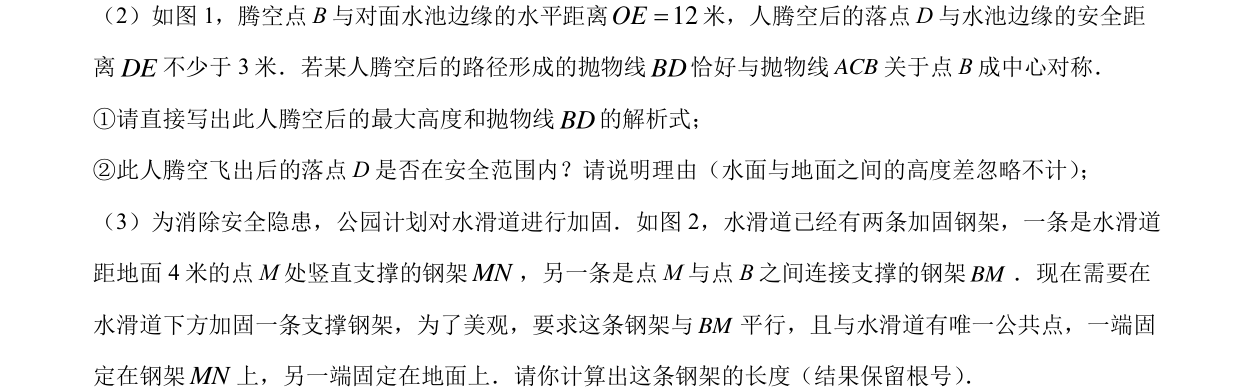 （2）如图 1，腾空点 B 与对面水池边缘的水平距离OE =12 米，人腾空后的落点 D 与水池边缘的安全距
离 DE 不少于 3 米．若某人腾空后的路径形成的抛物线 BD 恰好与抛物线 ACB 关于点 B 成中心对称．
①请直接写出此人腾空后的最大高度和抛物线 BD 的解析式；
②此人腾空飞出后的落点 D 是否在安全范围内？请说明理由（水面与地面之间的高度差忽略不计）；
（3）为消除安全隐患，公园计划对水滑道进行加固．如图 2，水滑道已经有两条加固钢架，一条是水滑道
距地面 4 米的点 M 处竖直支撑的钢架 MN ，另一条是点 M 与点 B 之间连接支撑的钢架 BM ．现在需要在
水滑道下方加固一条支撑钢架，为了美观，要求这条钢架与 BM 平行，且与水滑道有唯一公共点，一端固
定在钢架 MN 上，另一端固定在地面上．请你计算出这条钢架的长度（结果保留根号）．